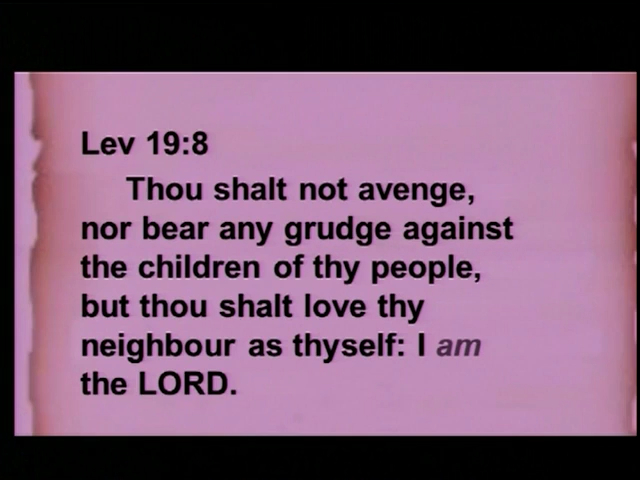 Lev 19:8
Thou shalt not avenge,
nor bear any grudge against
the children of thy people,
but thou shalt love thy
neighbour as thyself: I am
the LORD.